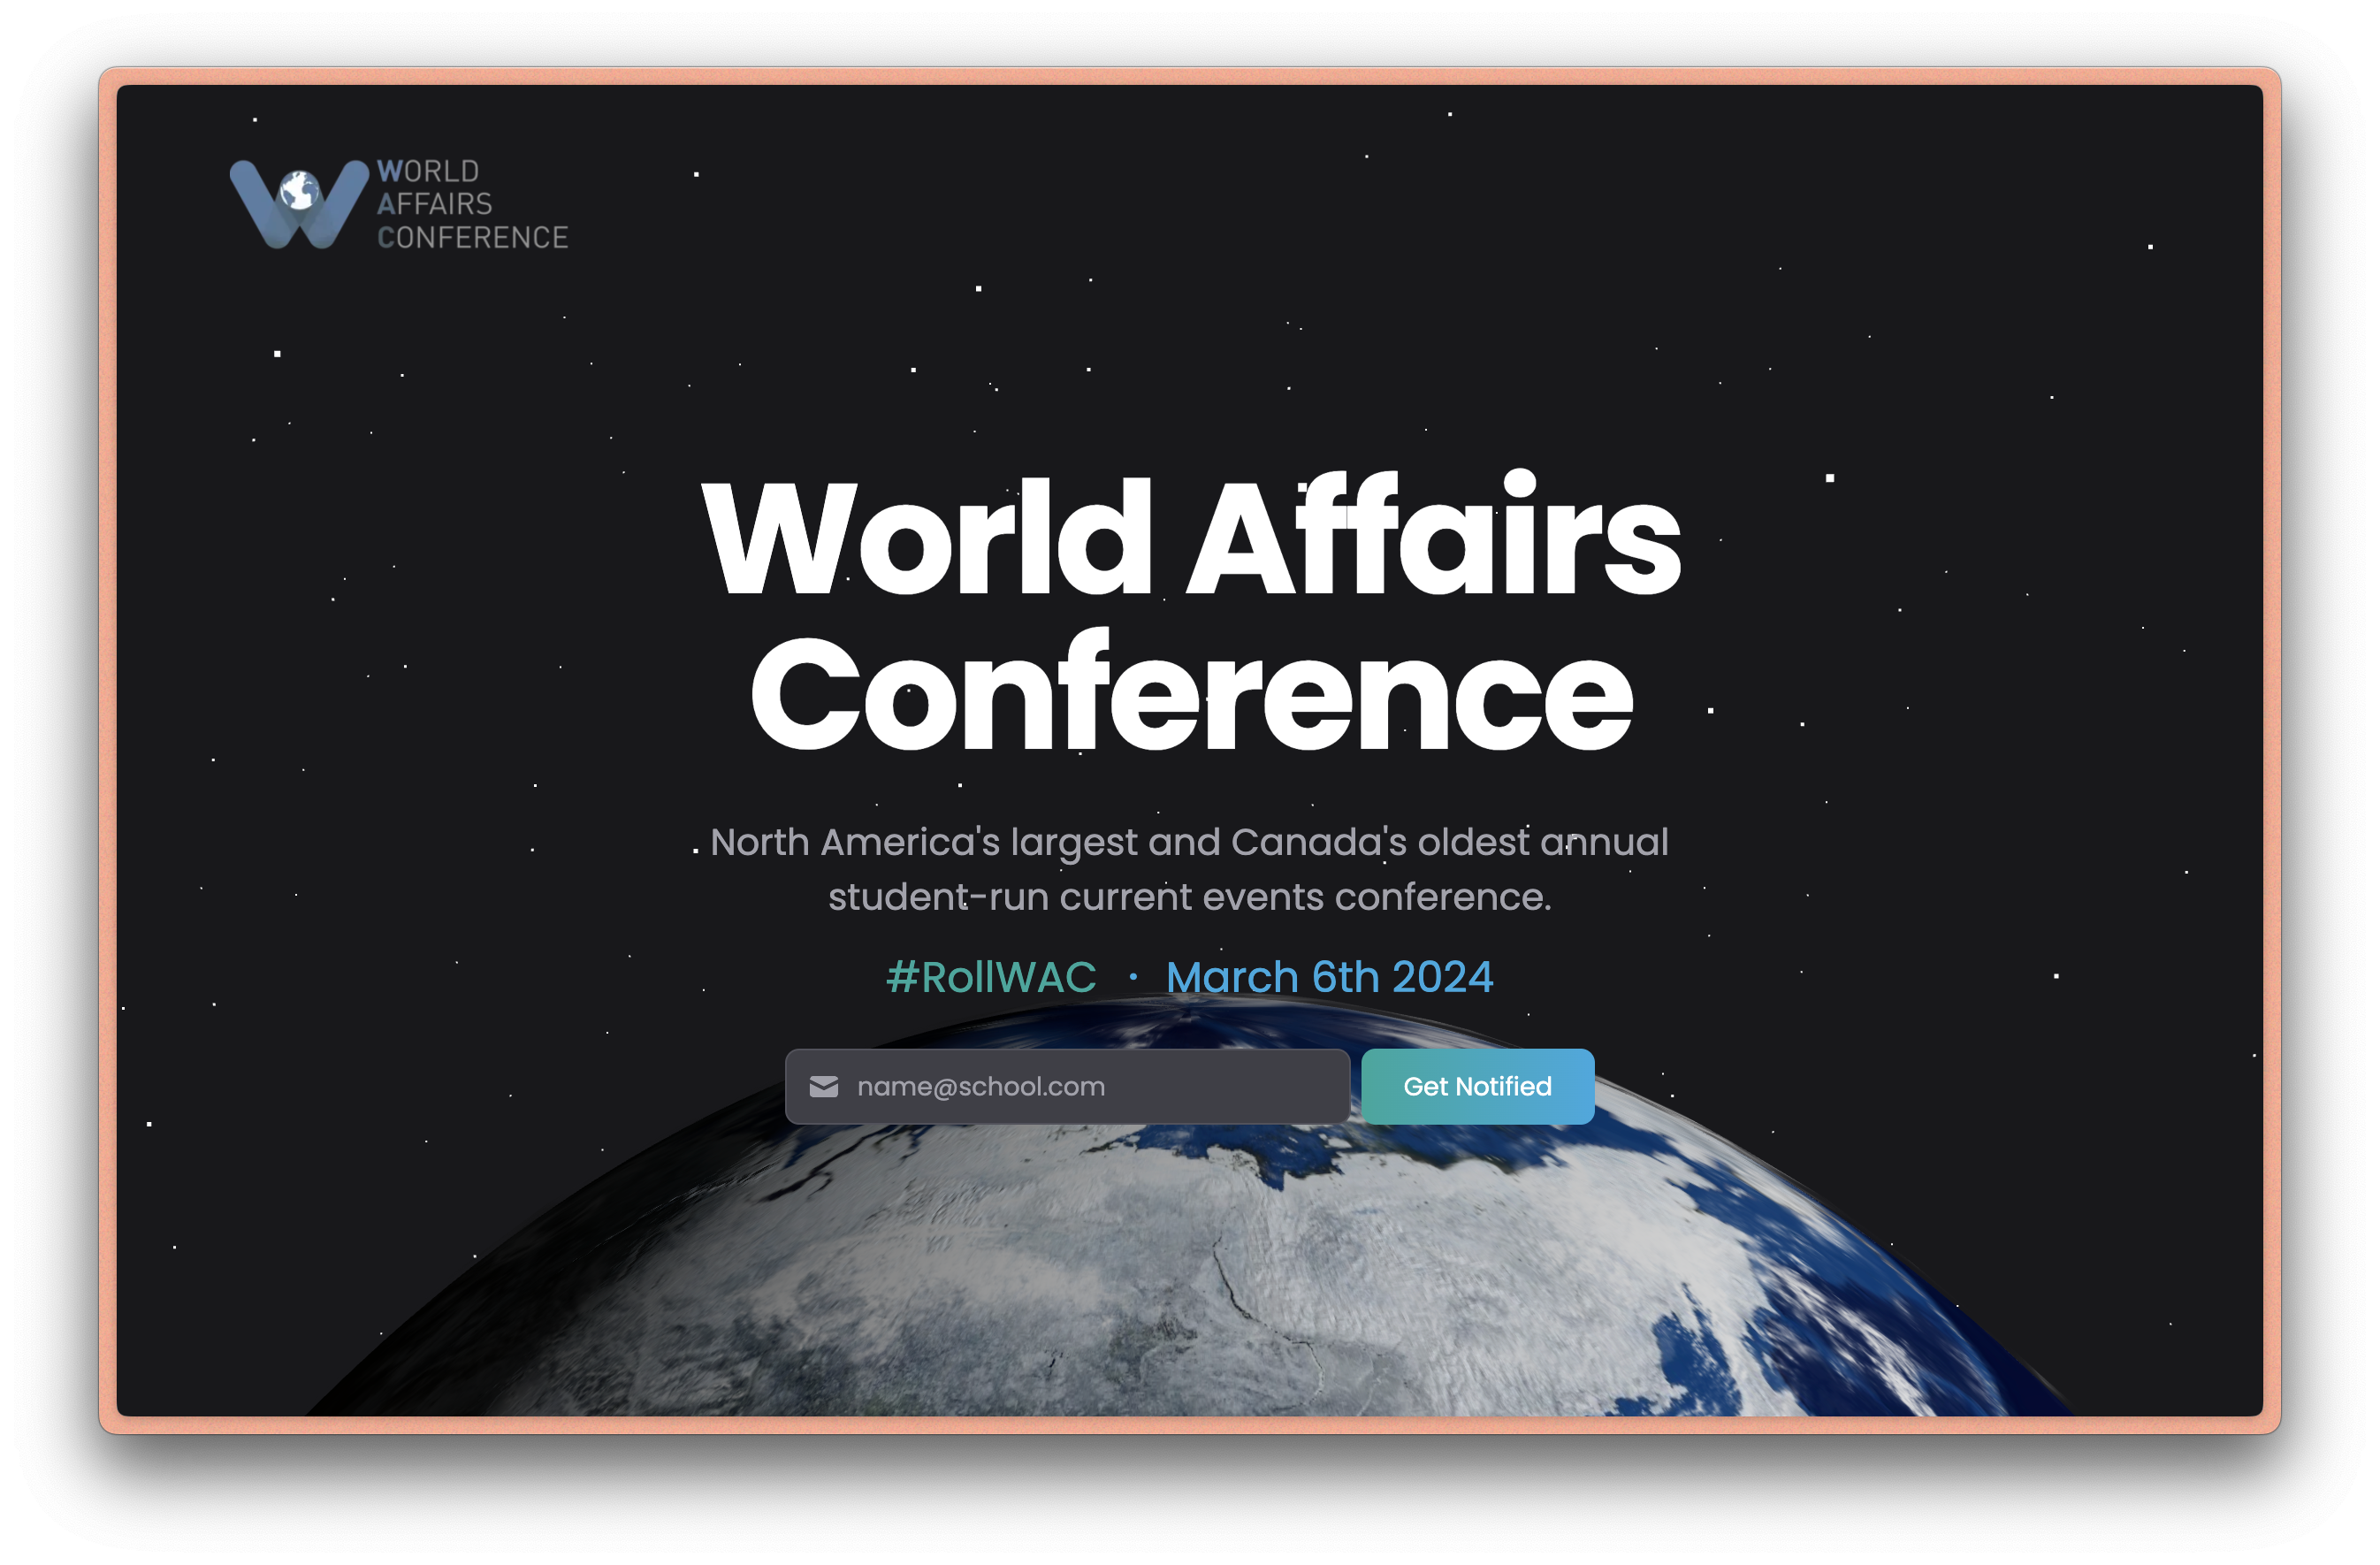 WORLD
AFFAIRS
CONFERENCE
World Affairs
Conference
North America's largest and Canada's oldest annual
student-run current events conference.
#RollWAC · March 6th 2024
name@school.com
Get Notified